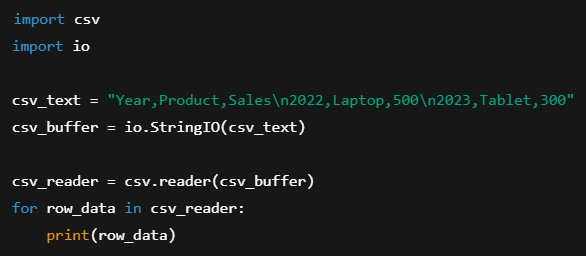 import csv
import io

csv_text = "Year,Product,Sales\n2022,Laptop,500\n2023,Tablet,300"
csv_buffer = io.StringIO(csv_text)

csv_reader = csv.reader(csv_buffer)
for row_data in csv_reader:
    print(row_data)